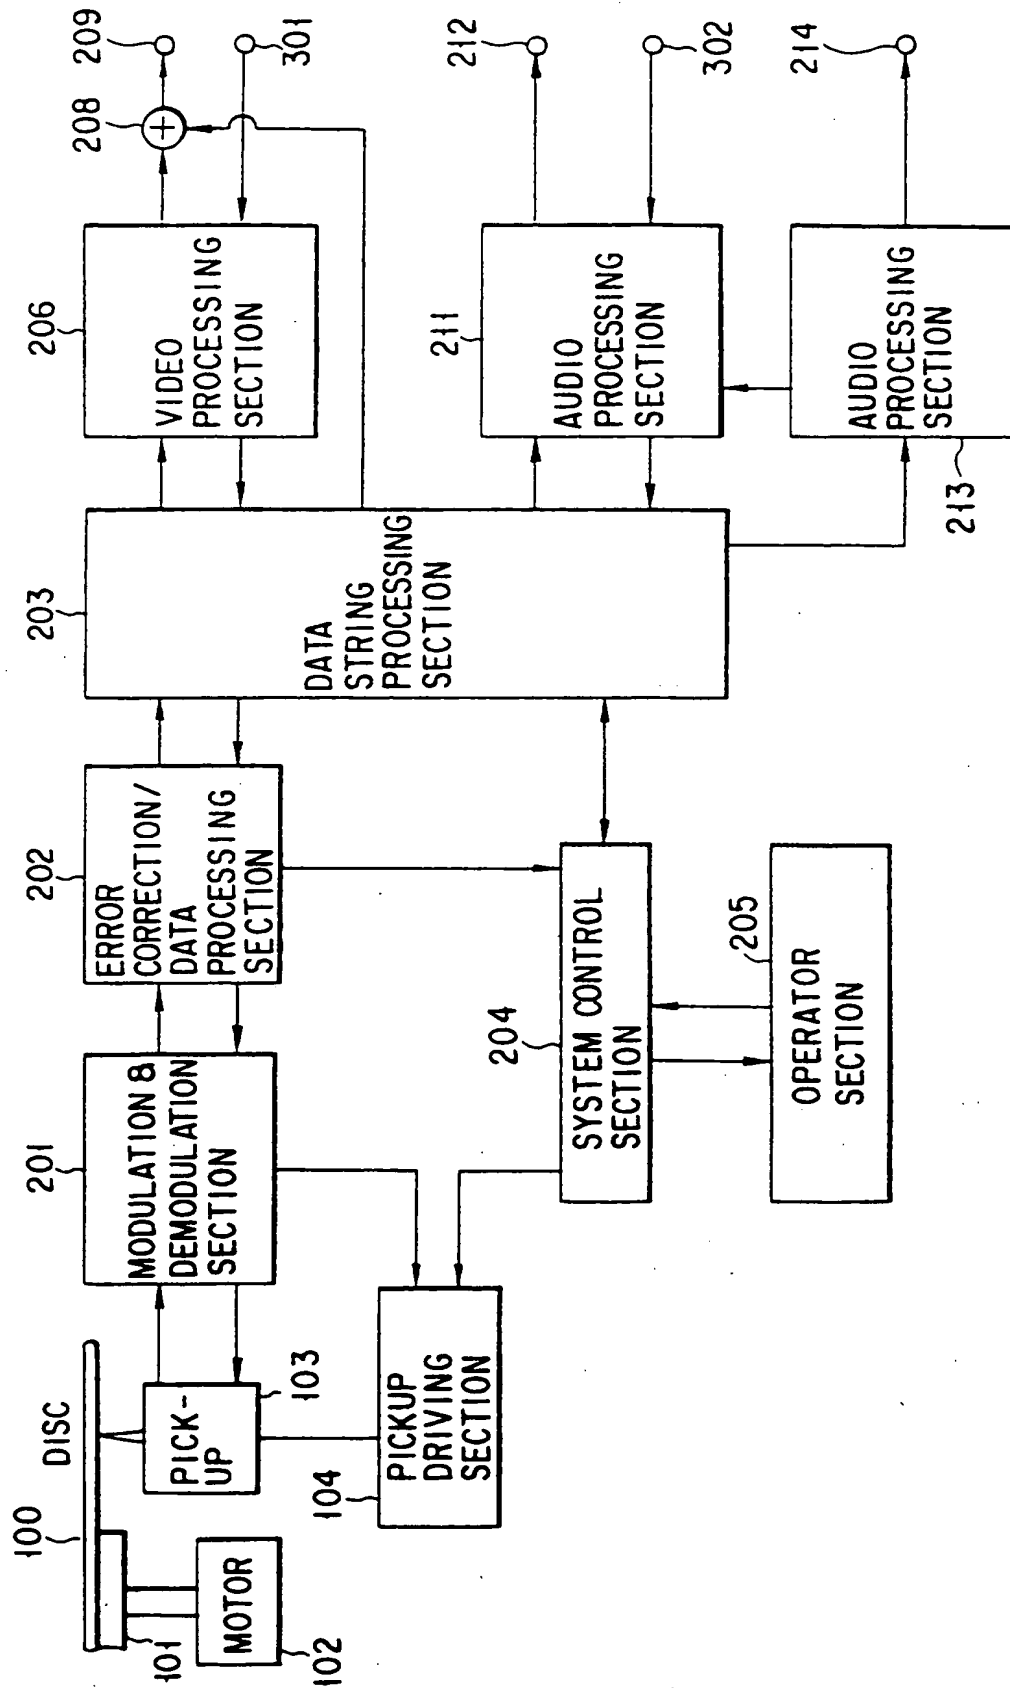 100
DISC
101
MOTOR
102
PICK-
UP
103
PICKUP
DRIVING
SECTION
104
201
MODULATION &
DEMODULATION
SECTION
202
ERROR
CORRECTION/
DATA
PROCESSING
SECTION
203
DATA
STRING
PROCESSING
SECTION
204
SYSTEM CONTROL
SECTION
205
OPERATOR
SECTION
206
VIDEO
PROCESSING
SECTION
208
+
209
301
211
AUDIO
PROCESSING
SECTION
212
302
AUDIO
PROCESSING
SECTION
213
214